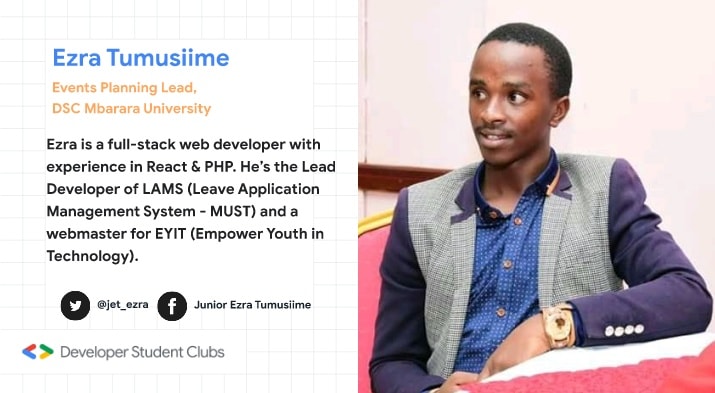 Ezra Tumusiime
Events Planning Lead,
DSC Mbarara University
Ezra is a full-stack web developer with
experience in React & PHP. He’s the Lead
Developer of LAMS (Leave Application
Management System - MUST) and a
webmaster for EYIT (Empower Youth in
Technology).
@jet_ezra
Junior Ezra Tumusiime
Developer Student Clubs